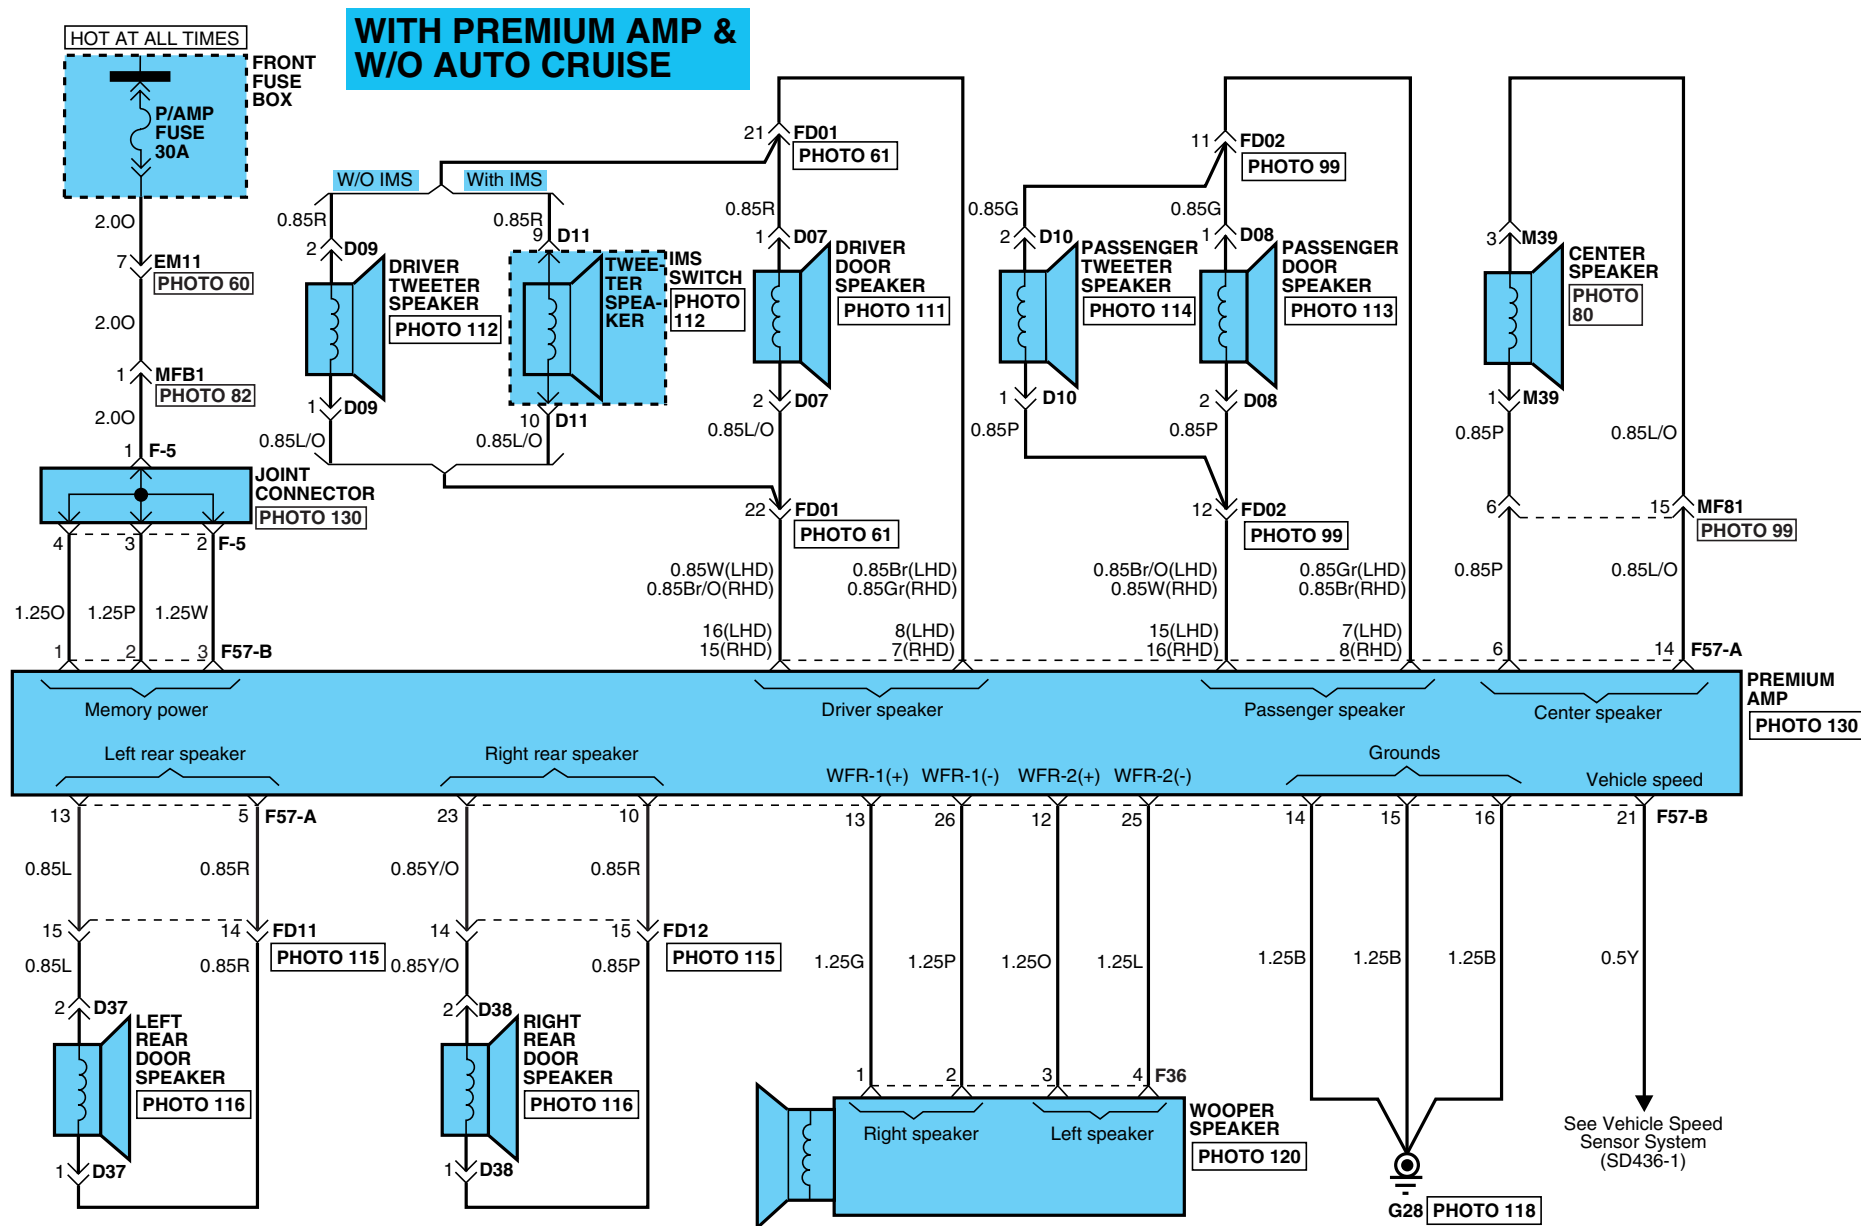 HOT AT ALL TIMES
WITH PREMIUM AMP &
W/O AUTO CRUISE
FRONT
FUSE
BOX
P/AMP
FUSE
30A
2.0O
7 EM11
PHOTO 60
2.0O
1 MFB1
PHOTO 82
2.0O
1 F-5
JOINT
CONNECTOR
PHOTO 130
4 3 2 F-5
1.25O 1.25P 1.25W
1 2 3 F57-B
W/O IMS With IMS
0.85R 0.85R
2 D09
9 D11
DRIVER
TWEETER
SPEAKER
PHOTO 112
TWEE-
TER
SPEA-
KER
IMS
SWITCH
PHOTO
112
1 D09
10 D11
0.85L/O 0.85L/O
21 FD01
PHOTO 61
0.85R
1 D07
DRIVER
DOOR
SPEAKER
PHOTO 111
2 D07
0.85L/O
22 FD01
PHOTO 61
0.85W(LHD) 0.85Br(LHD)
0.85Br/O(RHD) 0.85Gr(RHD)
16(LHD) 8(LHD)
15(RHD) 7(RHD)
11 FD02
PHOTO 99
0.85G 0.85G
2 D10
1 D08
PASSENGER
TWEETER
SPEAKER
PHOTO 114
PASSENGER
DOOR
SPEAKER
PHOTO 113
1 D10
2 D08
0.85P 0.85P
12 FD02
PHOTO 99
0.85Br/O(LHD) 0.85Gr(LHD)
0.85W(RHD) 0.85Br(RHD)
15(LHD) 7(LHD)
16(RHD) 8(RHD)
3 M39
CENTER
SPEAKER
PHOTO
80
1 M39
0.85P 0.85L/O
6 15 MF81
PHOTO 99
0.85P 0.85L/O
6 14 F57-A
PREMIUM
AMP
PHOTO 130
Memory power Driver speaker Passenger speaker Center speaker
Left rear speaker Right rear speaker
WFR-1(+) WFR-1(-) WFR-2(+) WFR-2(-)
Grounds
Vehicle speed
13 5 F57-A 23 10 13 26 12 25 14 15 16 21 F57-B
0.85L 0.85R 0.85Y/O 0.85R
15 14 FD11
PHOTO 115
14 15 FD12
PHOTO 115
0.85L 0.85R 0.85Y/O 0.85P
1.25G 1.25P 1.25O 1.25L 1.25B 1.25B 1.25B 0.5Y
2 D37
LEFT
REAR
DOOR
SPEAKER
PHOTO 116
1 D37
2 D38
RIGHT
REAR
DOOR
SPEAKER
PHOTO 116
1 D38
1 2 3 4 F36
Right speaker Left speaker
WOOPER
SPEAKER
PHOTO 120
G28 PHOTO 118
See Vehicle Speed
Sensor System
(SD436-1)